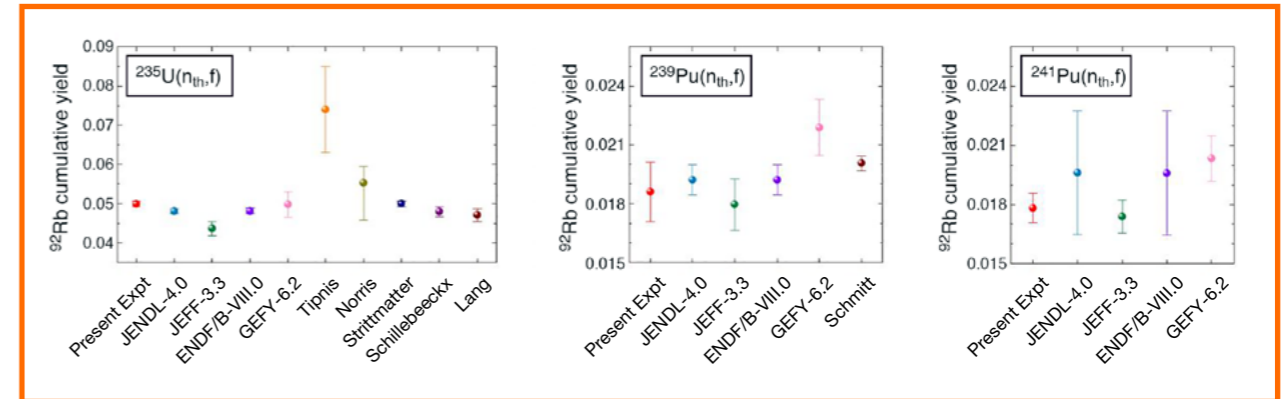 0.09
0.08
0.07
0.06
0.05
0.04
⁹²Rb cumulative yield
²³⁵U(nₜₕ,f)
Present Expt
JENDL-4.0
JEFF-3.3
ENDF/B-VIII.0
GEFY-6.2
Tipnis
Norris
Strittmatter
Schillebeeckx
Lang
0.024
0.021
0.018
0.015
⁹²Rb cumulative yield
²³⁹Pu(nₜₕ,f)
Present Expt
JENDL-4.0
JEFF-3.3
ENDF/B-VIII.0
GEFY-6.2
Schmitt
0.024
0.021
0.018
0.015
⁹²Rb cumulative yield
²⁴¹Pu(nₜₕ,f)
Present Expt
JENDL-4.0
JEFF-3.3
ENDF/B-VIII.0
GEFY-6.2